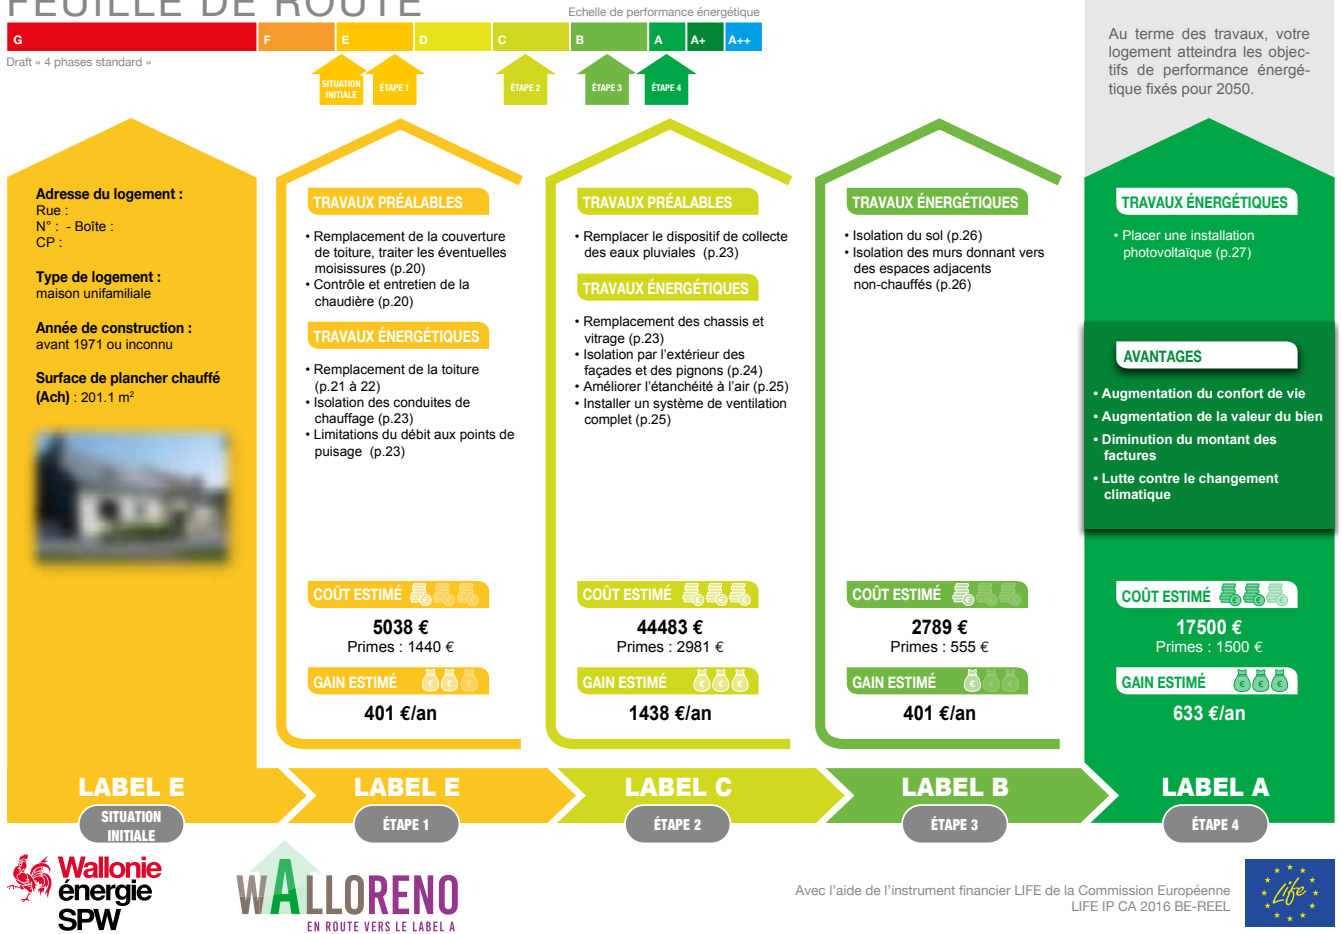 FEUILLE DE ROUTE
Echelle de performance énergétique
G F E D C B A A+ A++
Draft « 4 phases standard »
SITUATION
INITIALE
ÉTAPE 1
ÉTAPE 2
ÉTAPE 3
ÉTAPE 4
Au terme des travaux, votre
logement atteindra les objec-
tifs de performance énergé-
tique fixés pour 2050.
Adresse du logement :
Rue :
N° : - Boîte :
CP :
Type de logement :
maison unifamiliale
Année de construction :
avant 1971 ou inconnu
Surface de plancher chauffé
(Ach) : 201.1 m²
TRAVAUX PRÉALABLES
• Remplacement de la couverture
de toiture, traiter les éventuelles
moisissures (p.20)
• Contrôle et entretien de la
chaudière (p.20)
TRAVAUX ÉNERGÉTIQUES
• Remplacement de la toiture
(p.21 à 22)
• Isolation des conduites de
chauffage (p.23)
• Limitations du débit aux points de
puisage (p.23)
COÛT ESTIMÉ
5038 €
Primes : 1440 €
GAIN ESTIMÉ
401 €/an
TRAVAUX PRÉALABLES
• Remplacer le dispositif de collecte
des eaux pluviales (p.23)
TRAVAUX ÉNERGÉTIQUES
• Remplacement des chassis et
vitrage (p.23)
• Isolation par l'extérieur des
façades et des pignons (p.24)
• Améliorer l'étanchéité à l'air (p.25)
• Installer un système de ventilation
complet (p.25)
COÛT ESTIMÉ
44483 €
Primes : 2981 €
GAIN ESTIMÉ
1438 €/an
TRAVAUX ÉNERGÉTIQUES
• Isolation du sol (p.26)
• Isolation des murs donnant vers
des espaces adjacents
non-chauffés (p.26)
COÛT ESTIMÉ
2789 €
Primes : 555 €
GAIN ESTIMÉ
401 €/an
TRAVAUX ÉNERGÉTIQUES
• Placer une installation
photovoltaïque (p.27)
AVANTAGES
• Augmentation du confort de vie
• Augmentation de la valeur du bien
• Diminution du montant des
factures
• Lutte contre le changement
climatique
COÛT ESTIMÉ
17500 €
Primes : 1500 €
GAIN ESTIMÉ
633 €/an
LABEL E
SITUATION
INITIALE
LABEL E
ÉTAPE 1
LABEL C
ÉTAPE 2
LABEL B
ÉTAPE 3
LABEL A
ÉTAPE 4
Wallonie
énergie
SPW
WALLORENO
EN ROUTE VERS LE LABEL A
Avec l'aide de l'instrument financier LIFE de la Commission Européenne
LIFE IP CA 2016 BE-REEL
Life